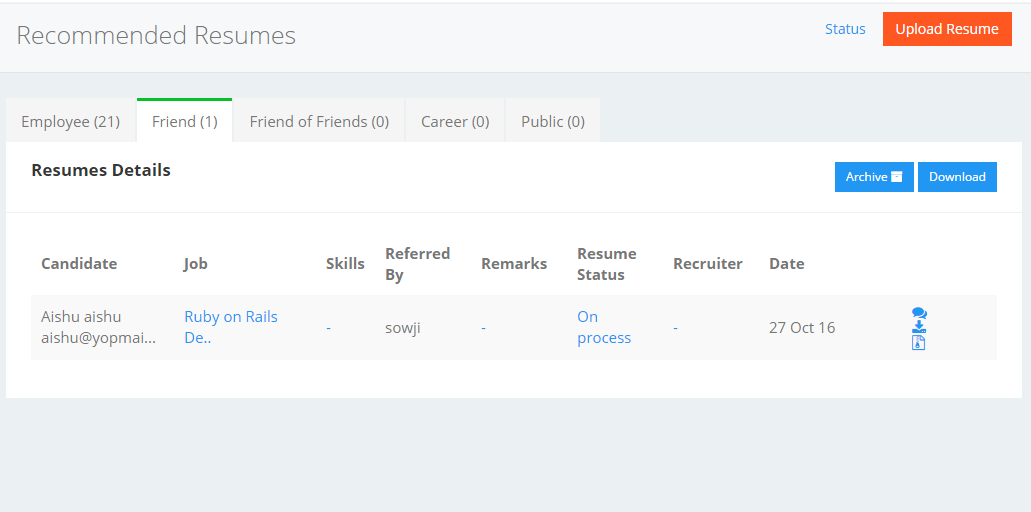 Recommended Resumes
Status
Upload Resume
Employee (21)
Friend (1)
Friend of Friends (0)
Career (0)
Public (0)
Resumes Details
Archive
Download
Candidate
Job
Skills
Referred
By
Remarks
Resume
Status
Recruiter
Date
Aishu aishu
aishu@yopmai...
Ruby on Rails
De..
-
sowji
-
On
process
-
27 Oct 16